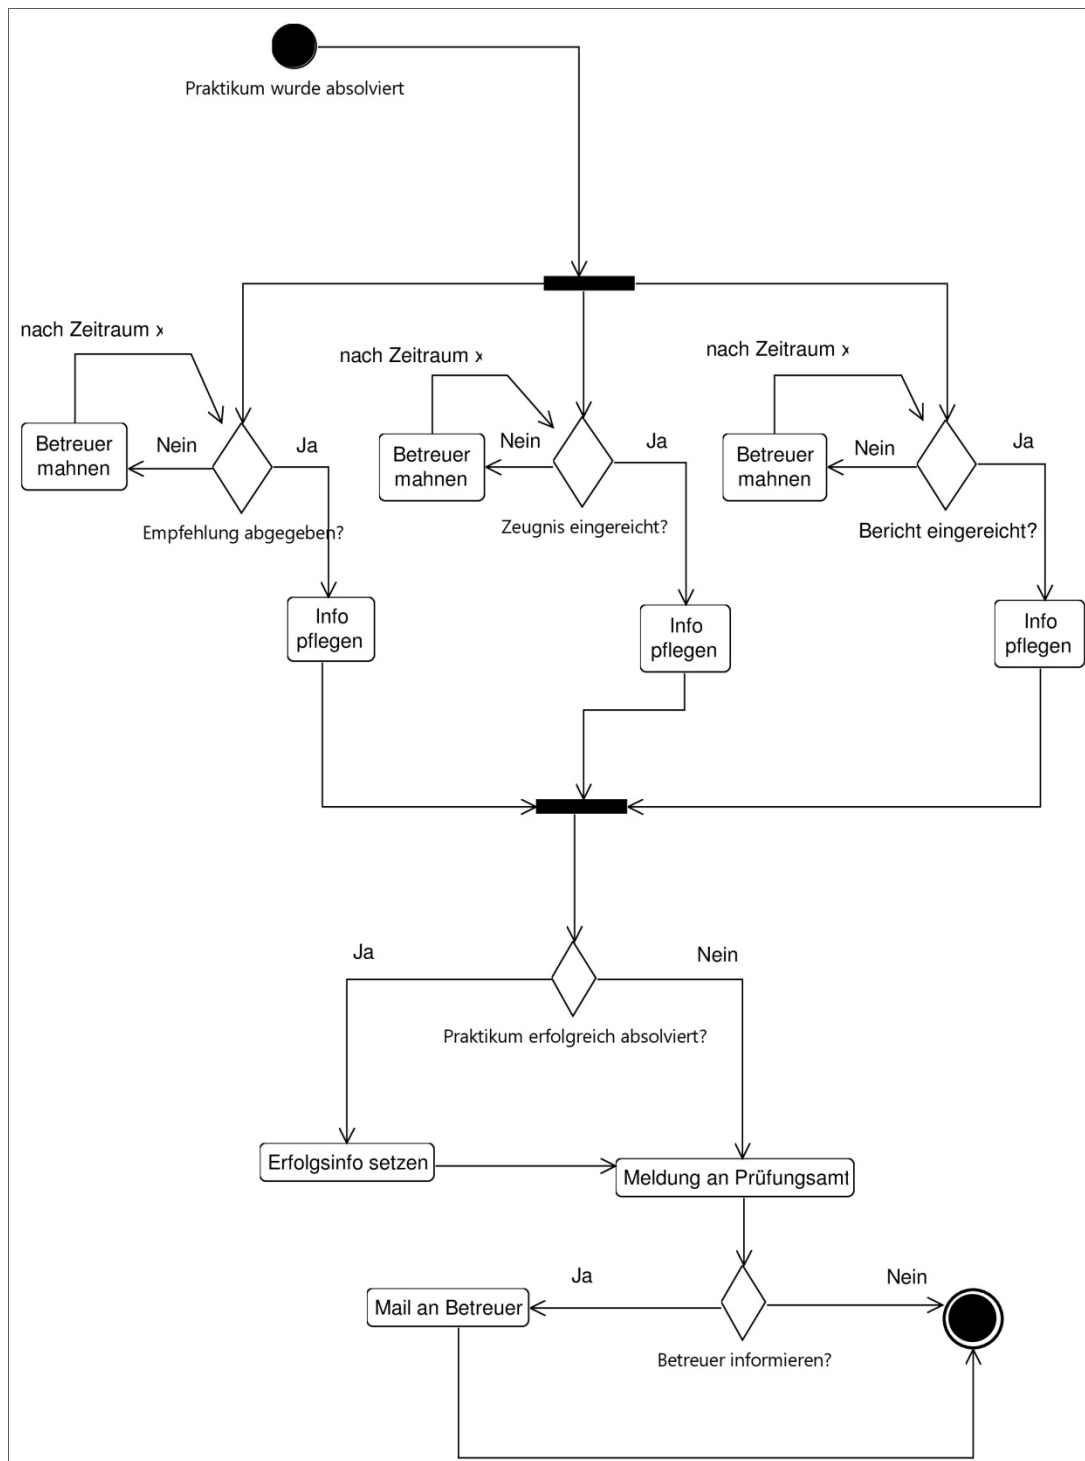 Praktikum wurde absolviert
nach Zeitraum x
nach Zeitraum x
nach Zeitraum x
Betreuer
mahnen
Nein
Ja
Betreuer
mahnen
Nein
Ja
Betreuer
mahnen
Nein
Ja
Empfehlung abgegeben?
Zeugnis eingereicht?
Bericht eingereicht?
Info
pflegen
Info
pflegen
Info
pflegen
Ja
Nein
Praktikum erfolgreich absolviert?
Erfolgsinfo setzen
Meldung an Prüfungsamt
Ja
Nein
Mail an Betreuer
Betreuer informieren?